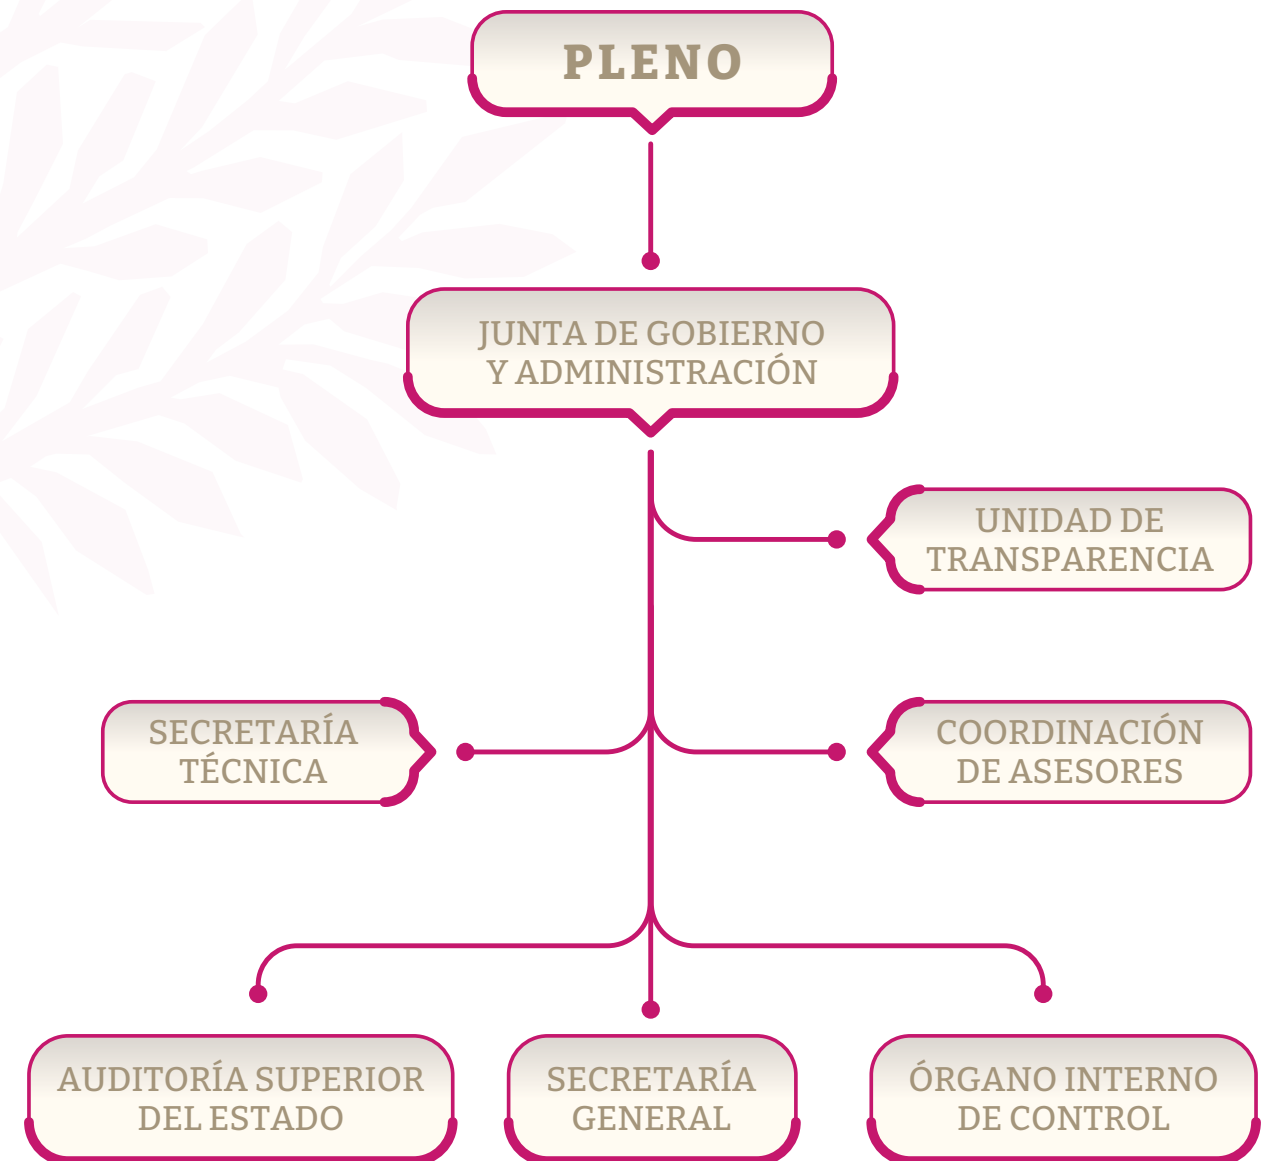 PLENO
JUNTA DE GOBIERNO
Y ADMINISTRACIÓN
UNIDAD DE
TRANSPARENCIA
SECRETARÍA
TÉCNICA
COORDINACIÓN
DE ASESORES
AUDITORÍA SUPERIOR
DEL ESTADO
SECRETARÍA
GENERAL
ÓRGANO INTERNO
DE CONTROL